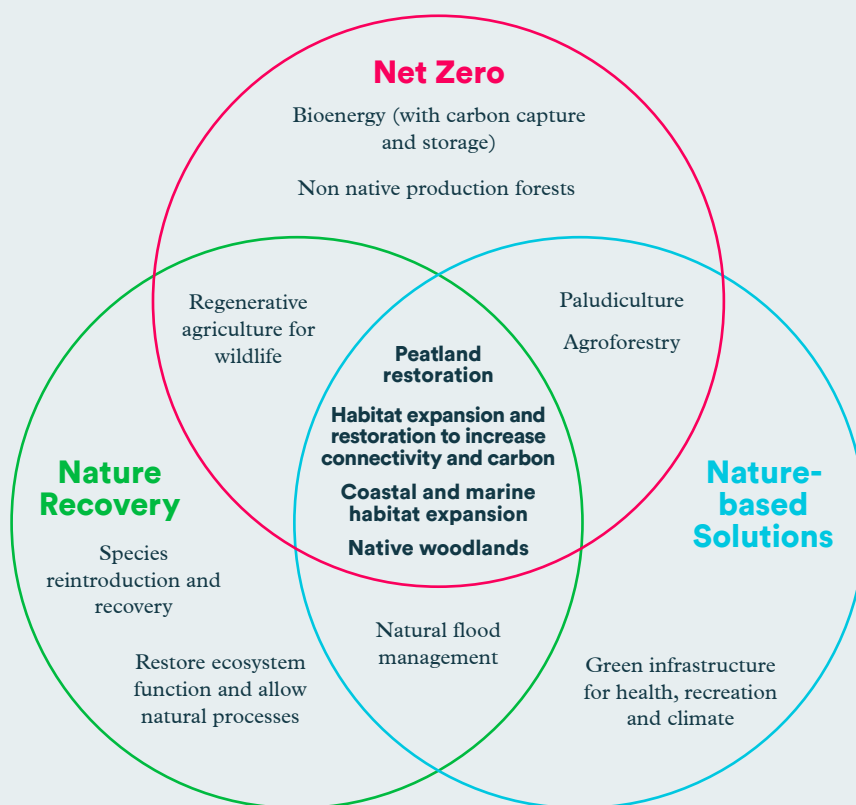 Net Zero
Bioenergy (with carbon capture
and storage)
Non native production forests
Regenerative
agriculture for
wildlife
Paludiculture
Agroforestry
Peatland
restoration
Habitat expansion and
restoration to increase
connectivity and carbon
Coastal and marine
habitat expansion
Native woodlands
Nature
Recovery
Species
reintroduction and
recovery
Restore ecosystem
function and allow
natural processes
Natural flood
management
Nature-
based
Solutions
Green infrastructure
for health, recreation
and climate